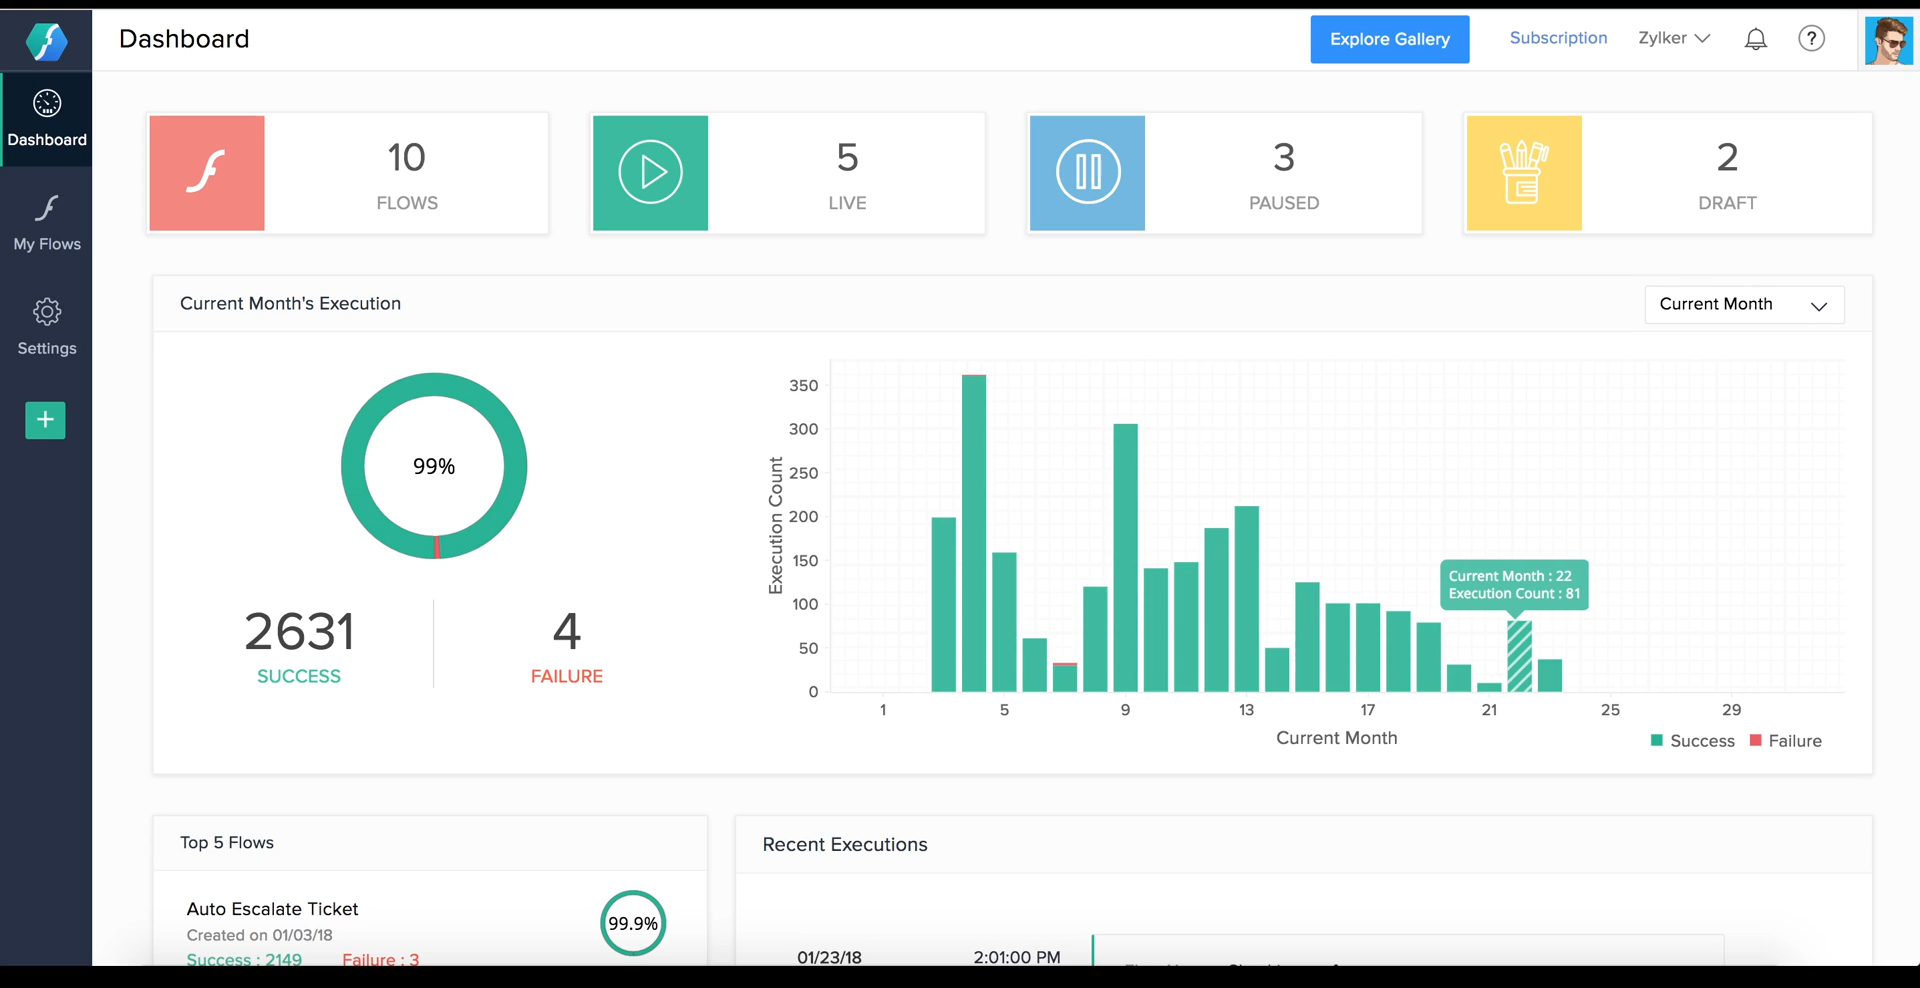 Dashboard
Explore Gallery
Subscription
Zylker
?
Dashboard
My Flows
Settings
+
10
FLOWS
5
LIVE
3
PAUSED
2
DRAFT
Current Month's Execution
Current Month
99%
2631
SUCCESS
4
FAILURE
Execution Count
350
300
250
200
150
100
50
0
Current Month : 22
Execution Count : 81
1 5 9 13 17 21 25 29
Current Month
Success Failure
Top 5 Flows
Auto Escalate Ticket
Created on 01/03/18
Success : 2149 Failure : 3
99.9%
Recent Executions
01/23/18 2:01:00 PM